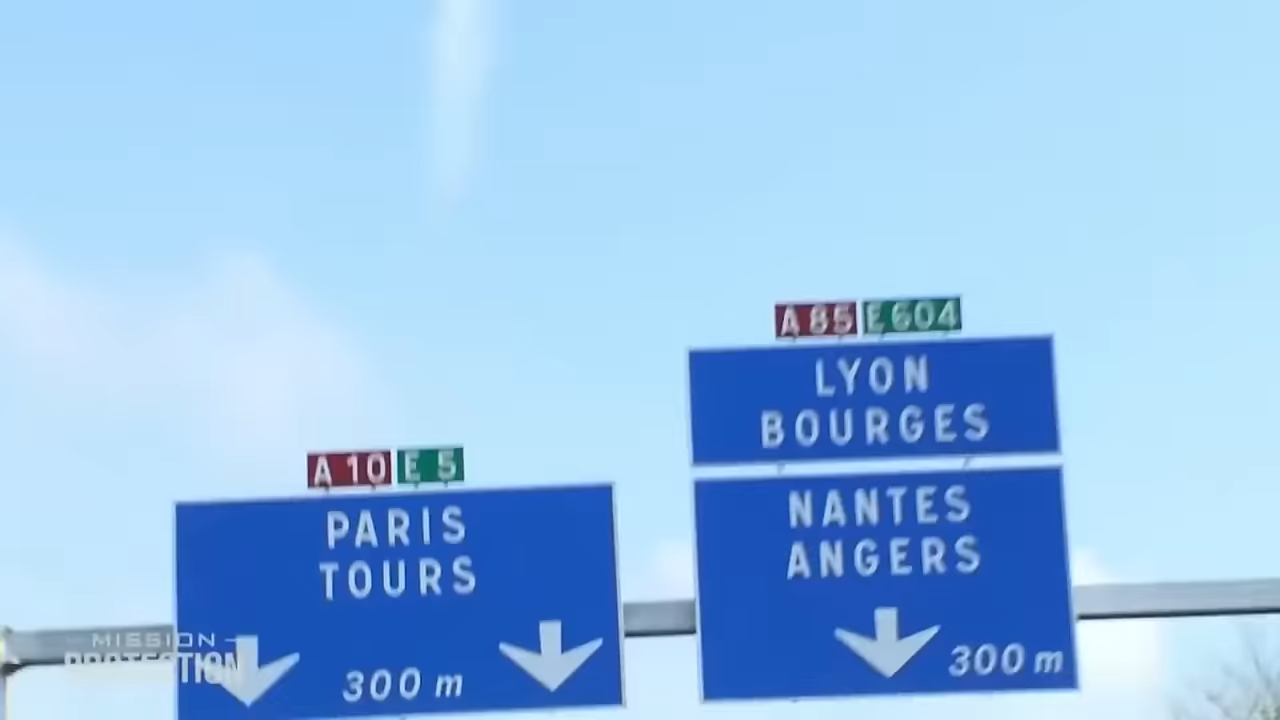 A 10 E 5
PARIS
TOURS
300 m
A 85 E 604
LYON
BOURGES
NANTES
ANGERS
300 m
MISSION
PROTECTION